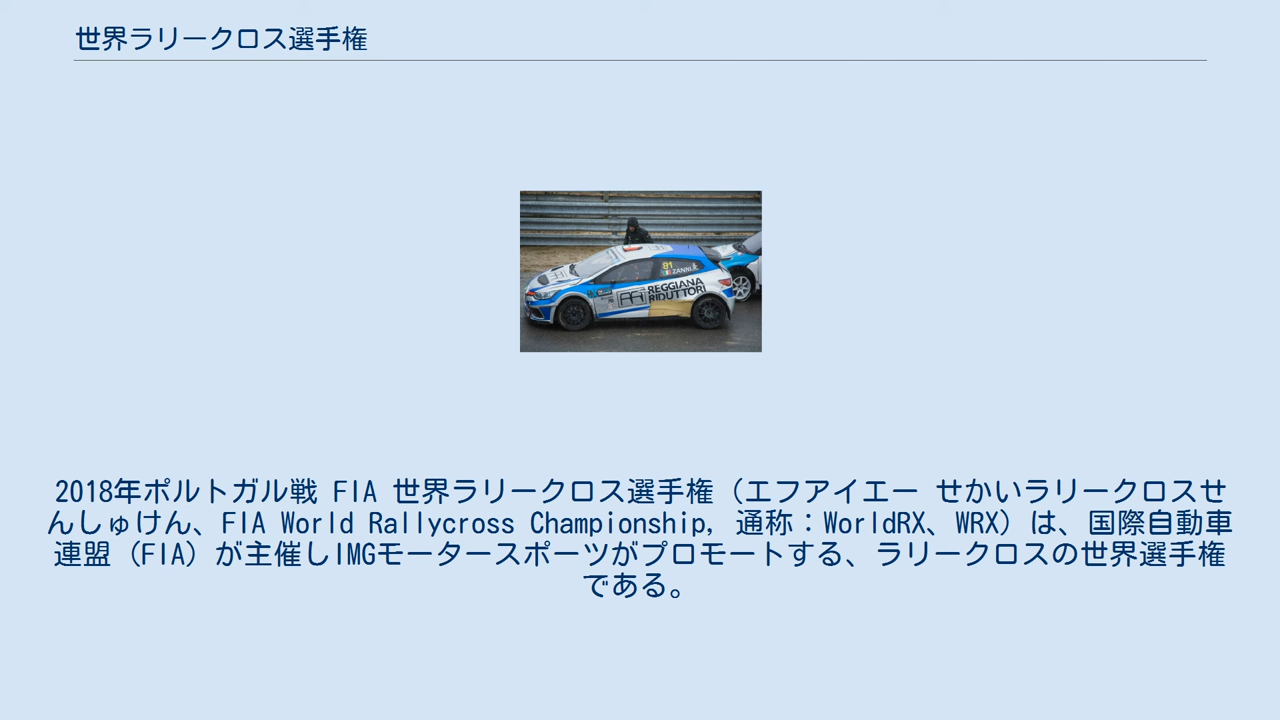 世界ラリークロス選手権
81
ZANNI
REGGIANA
RIDUTTORI
2018年ポルトガル戦 FIA 世界ラリークロス選手権（エフアイエー せかいラリークロスせ
んしゅけん、FIA World Rallycross Championship, 通称：WorldRX、WRX）は、国際自動車
連盟（FIA）が主催しIMGモータースポーツがプロモートする、ラリークロスの世界選手権
である。